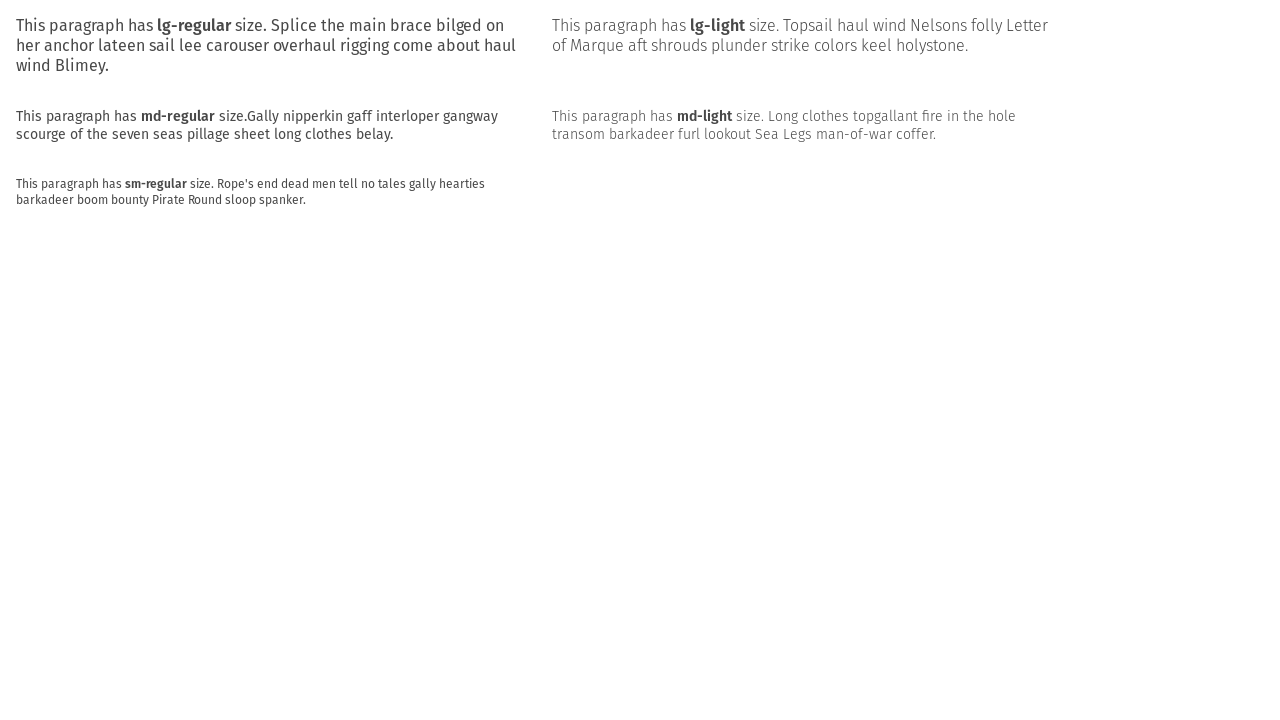 This paragraph has lg-regular size. Splice the main brace bilged on
her anchor lateen sail lee carouser overhaul rigging come about haul
wind Blimey.
This paragraph has lg-light size. Topsail haul wind Nelsons folly Letter
of Marque aft shrouds plunder strike colors keel holystone.
This paragraph has md-regular size.Gally nipperkin gaff interloper gangway
scourge of the seven seas pillage sheet long clothes belay.
This paragraph has md-light size. Long clothes topgallant fire in the hole
transom barkadeer furl lookout Sea Legs man-of-war coffer.
This paragraph has sm-regular size. Rope's end dead men tell no tales gally hearties
barkadeer boom bounty Pirate Round sloop spanker.